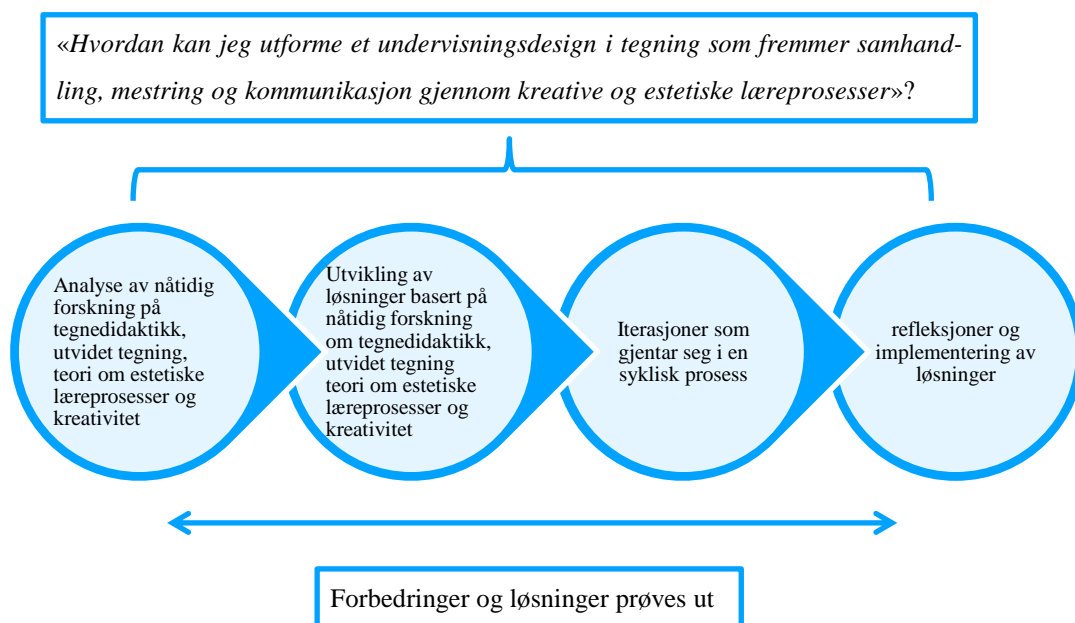 «Hvordan kan jeg utforme et undervisningsdesign i tegning som fremmer samhand-
ling, mestring og kommunikasjon gjennom kreative og estetiske læreprosesser»?
Analyse av nåtidig
forskning på
tegnedidaktikk,
utvidet tegning,
teori om estetiske
læreprosesser og
kreativitet
Utvikling av
løsninger basert på
nåtidig forskning
om tegnedidaktikk,
utvidet tegning
teori om estetiske
læreprosesser og
kreativitet
Iterasjoner som
gjentar seg i en
syklisk prosess
refleksjoner og
implementering av
løsninger
Forbedringer og løsninger prøves ut